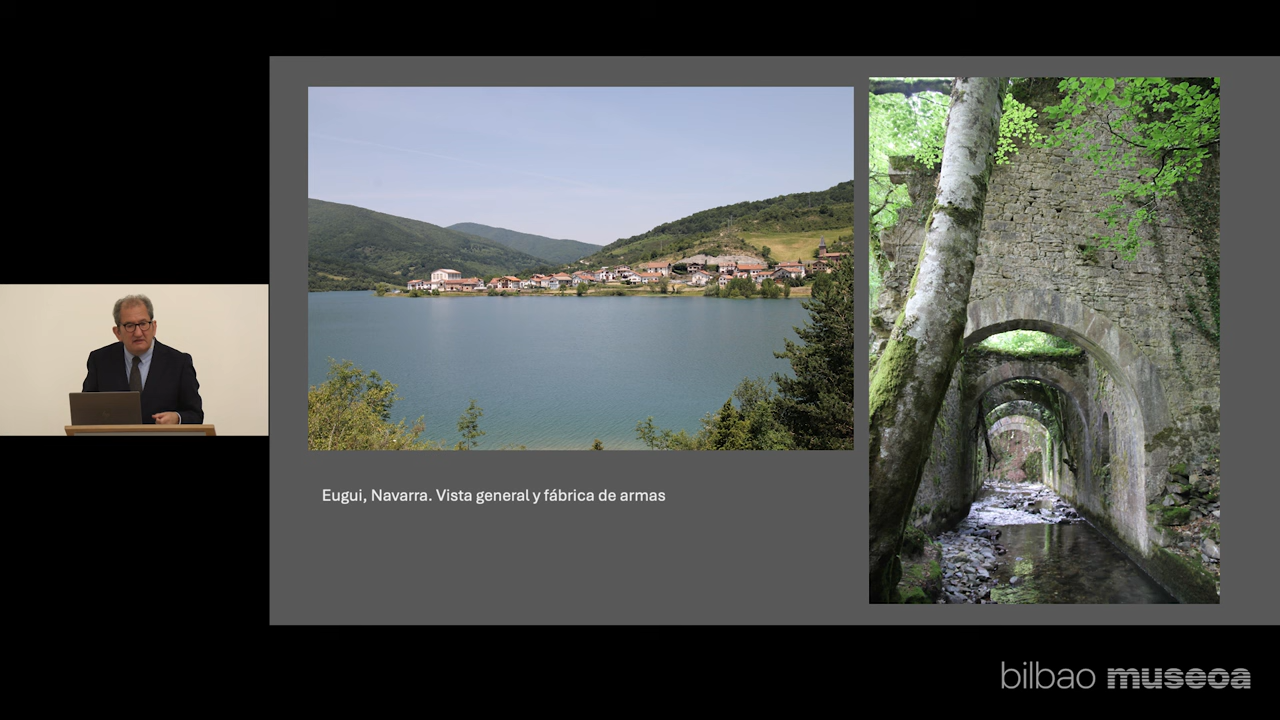 Eugui, Navarra. Vista general y fábrica de armas
bilbao museoa